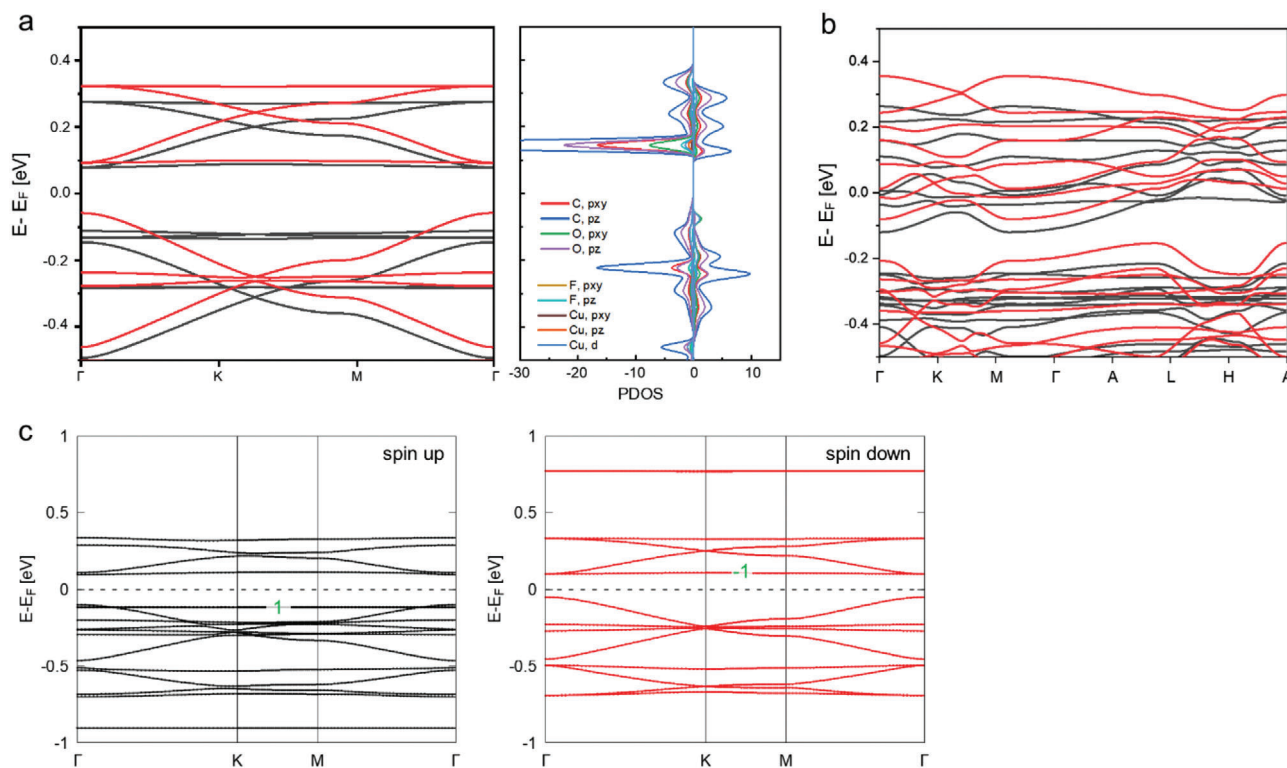 a
b
0.4
0.2
0.0
-0.2
-0.4
E- E_F [eV]
Γ K M Γ
C, pxy
C, pz
O, pxy
O, pz
F, pxy
F, pz
Cu, pxy
Cu, pz
Cu, d
-30 -20 -10 0 10
PDOS
0.4
0.2
0.0
-0.2
-0.4
E- E_F [eV]
Γ K M Γ A L H A
c
spin up
1
0.5
0
-0.5
-1
E-E_F [eV]
-1
Γ K M Γ
spin down
1
0.5
0
-0.5
-1
E-E_F [eV]
-1
Γ K M Γ